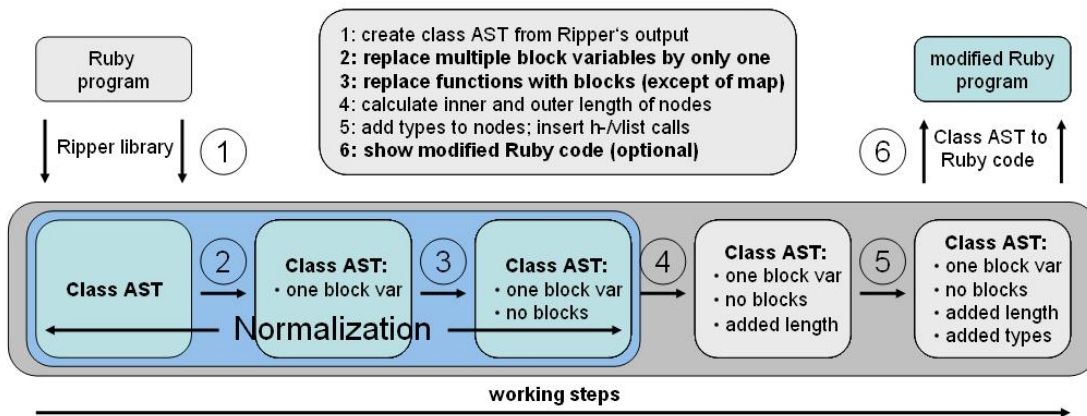 Ruby
program
Ripper library
1
1: create class AST from Ripper's output
2: replace multiple block variables by only one
3: replace functions with blocks (except of map)
4: calculate inner and outer length of nodes
5: add types to nodes; insert h-/vlist calls
6: show modified Ruby code (optional)
modified Ruby
program
6
Class AST to
Ruby code
Class AST
2
Class AST:
• one block var
3
Class AST:
• one block var
• no blocks
Normalization
4
Class AST:
• one block var
• no blocks
• added length
5
Class AST:
• one block var
• no blocks
• added length
• added types
working steps